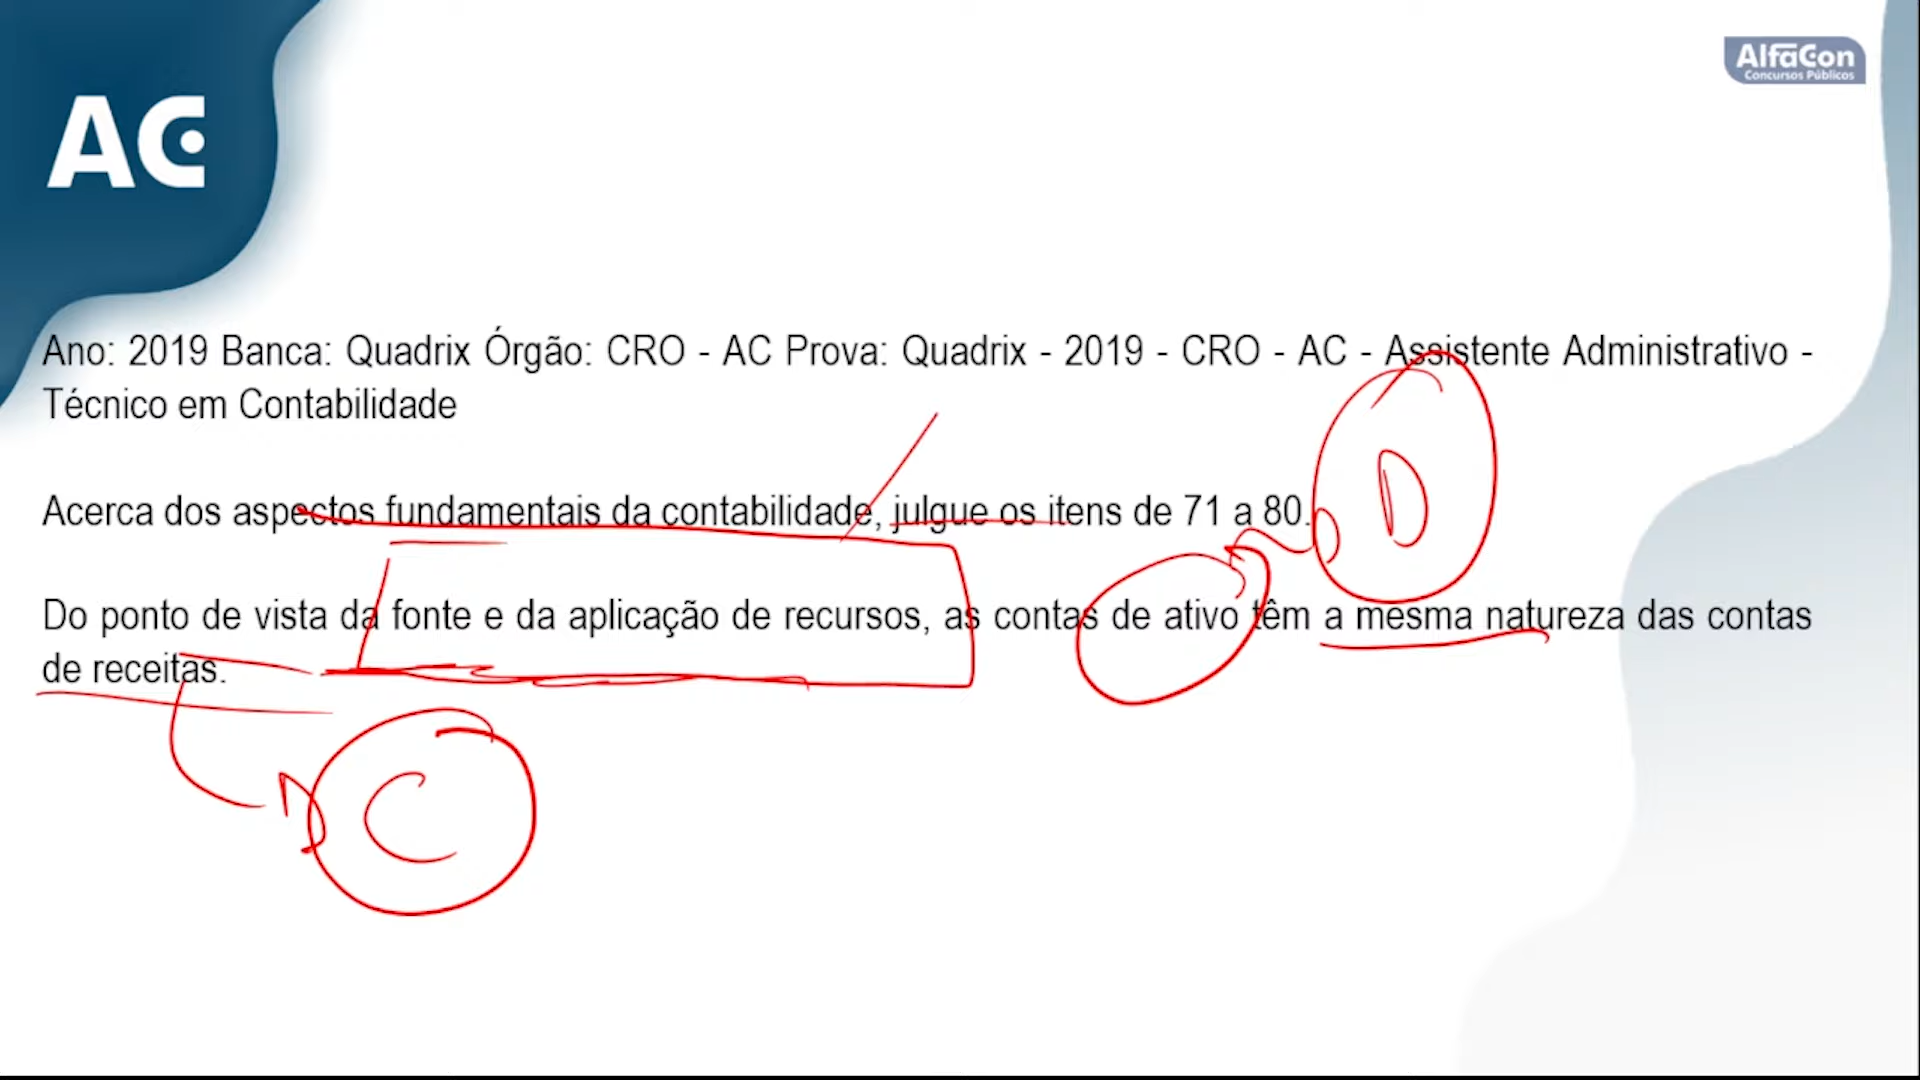 AC
AlfaCon
Concursos Públicos
Ano: 2019 Banca: Quadrix Órgão: CRO - AC Prova: Quadrix - 2019 - CRO - AC - Assistente Administrativo -
Técnico em Contabilidade
D
Acerca dos aspectos fundamentais da contabilidade, julgue os itens de 71 a 80.
Do ponto de vista da fonte e da aplicação de recursos, as contas de ativo têm a mesma natureza das contas
de receitas.
C